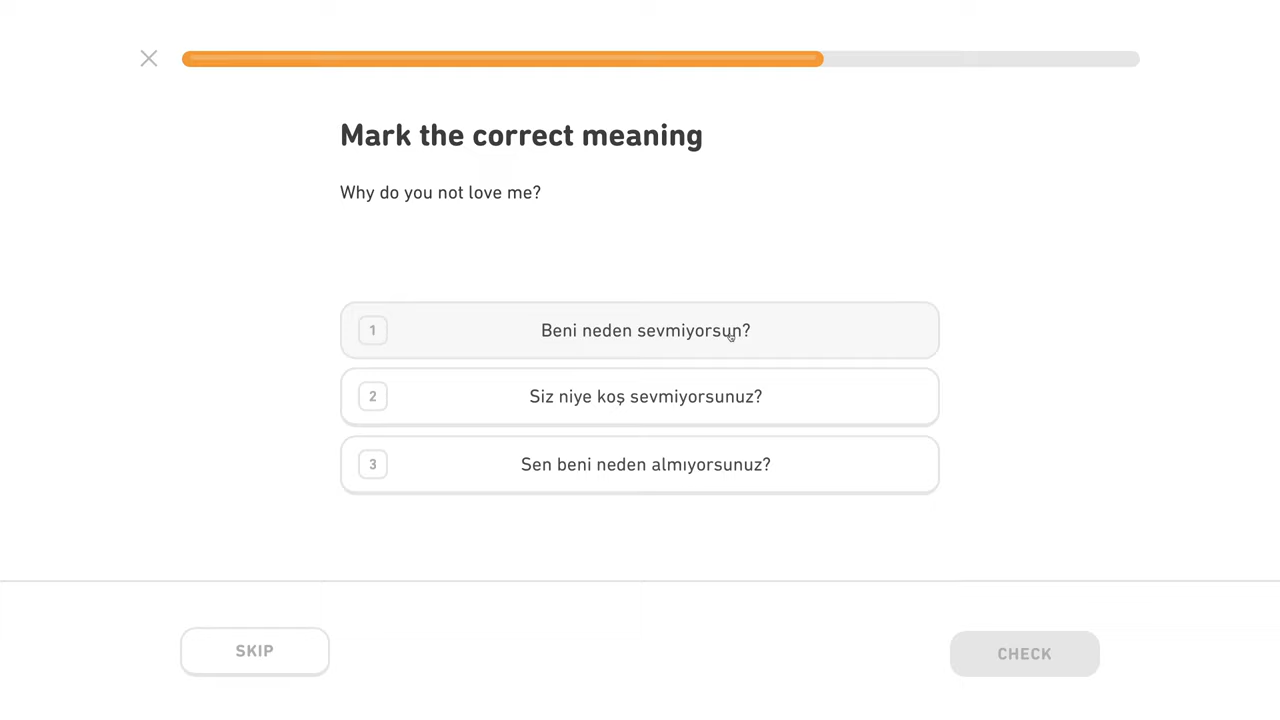 Mark the correct meaning
Why do you not love me?
1 Beni neden sevmiyorsun?
2 Siz niye koş sevmiyorsunuz?
3 Sen beni neden almıyorsunuz?
SKIP
CHECK